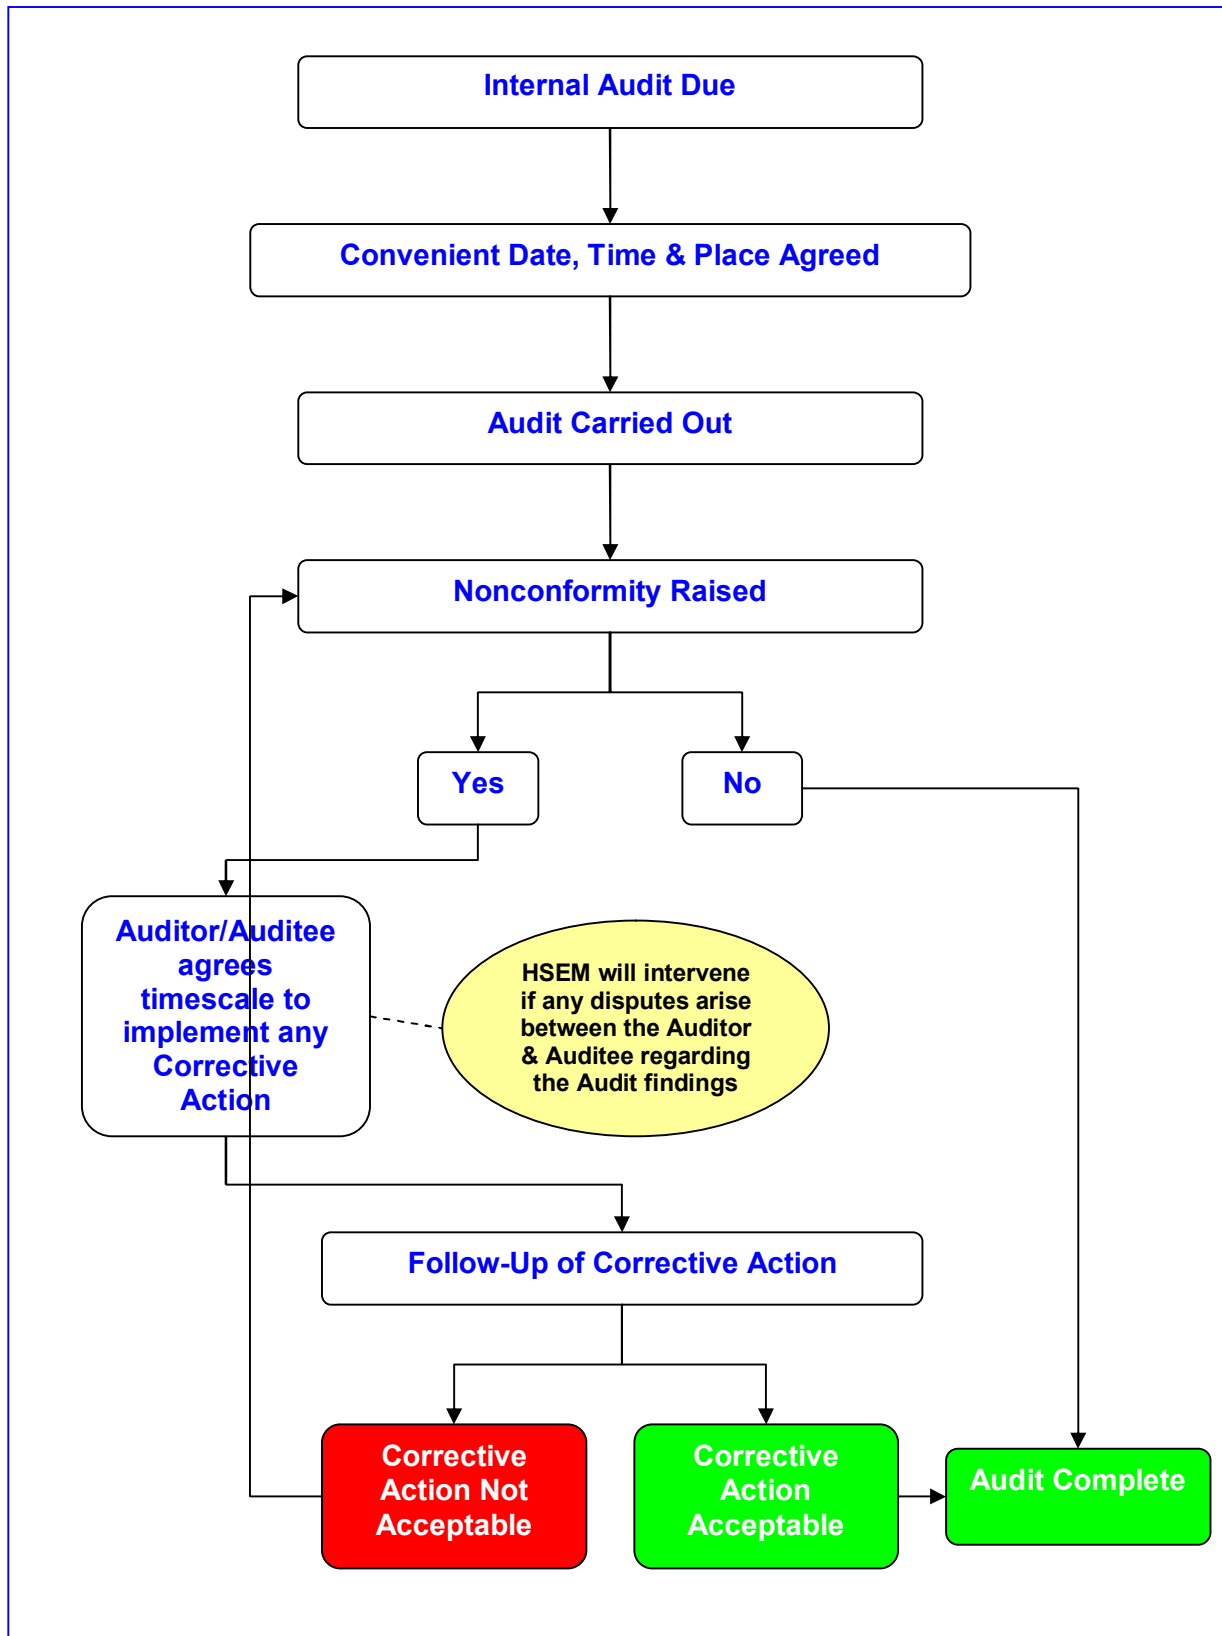 Internal Audit Due
Convenient Date, Time & Place Agreed
Audit Carried Out
Nonconformity Raised
Yes
No
Auditor/Auditee
agrees
timescale to
implement any
Corrective
Action
HSEM will intervene
if any disputes arise
between the Auditor
& Auditee regarding
the Audit findings
Follow-Up of Corrective Action
Corrective
Action Not
Acceptable
Corrective
Action
Acceptable
Audit Complete